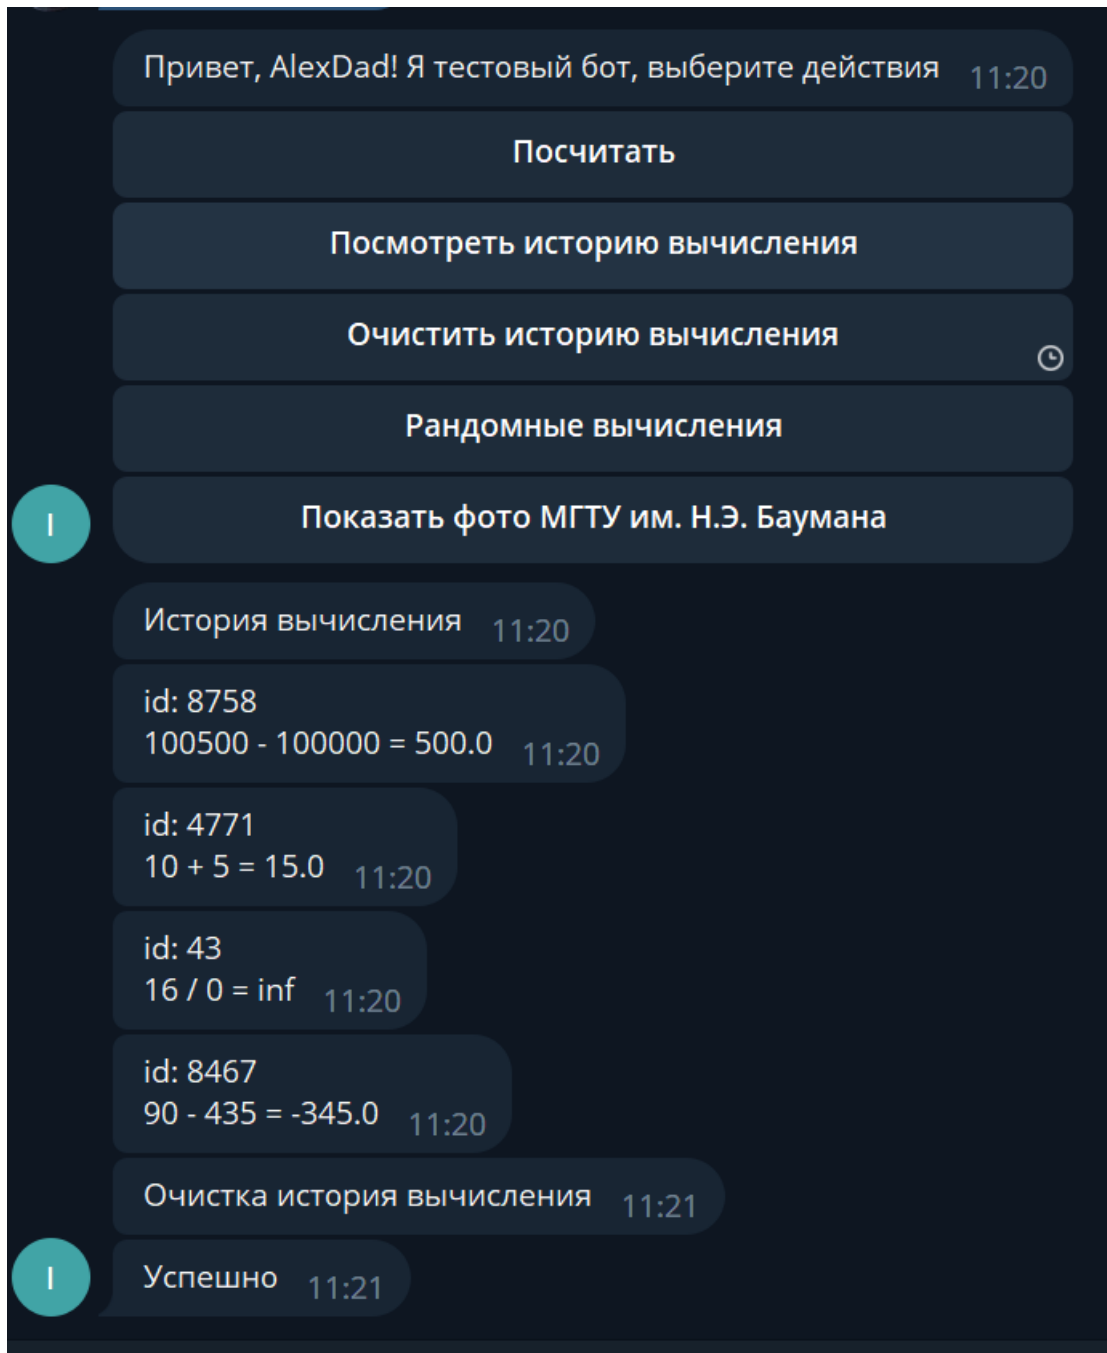 Привет, AlexDad! Я тестовый бот, выберите действия 11:20
Посчитать
Посмотреть историю вычисления
Очистить историю вычисления
Рандомные вычисления
I
Показать фото МГТУ им. Н.Э. Баумана
История вычисления 11:20
id: 8758
100500 - 100000 = 500.0 11:20
id: 4771
10 + 5 = 15.0 11:20
id: 43
16 / 0 = inf 11:20
id: 8467
90 - 435 = -345.0 11:20
Очистка история вычисления 11:21
I
Успешно 11:21